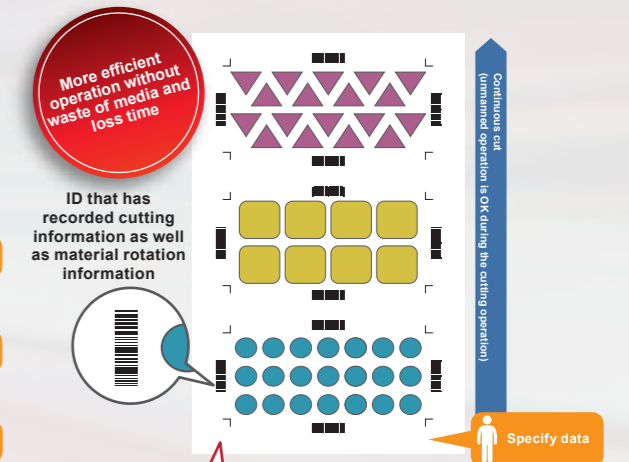 More efficient
operation without
waste of media and
loss time
ID that has
recorded cutting
information as well
as material rotation
information
Continuous cut
(unmanned operation is OK during the cutting operation)
Specify data